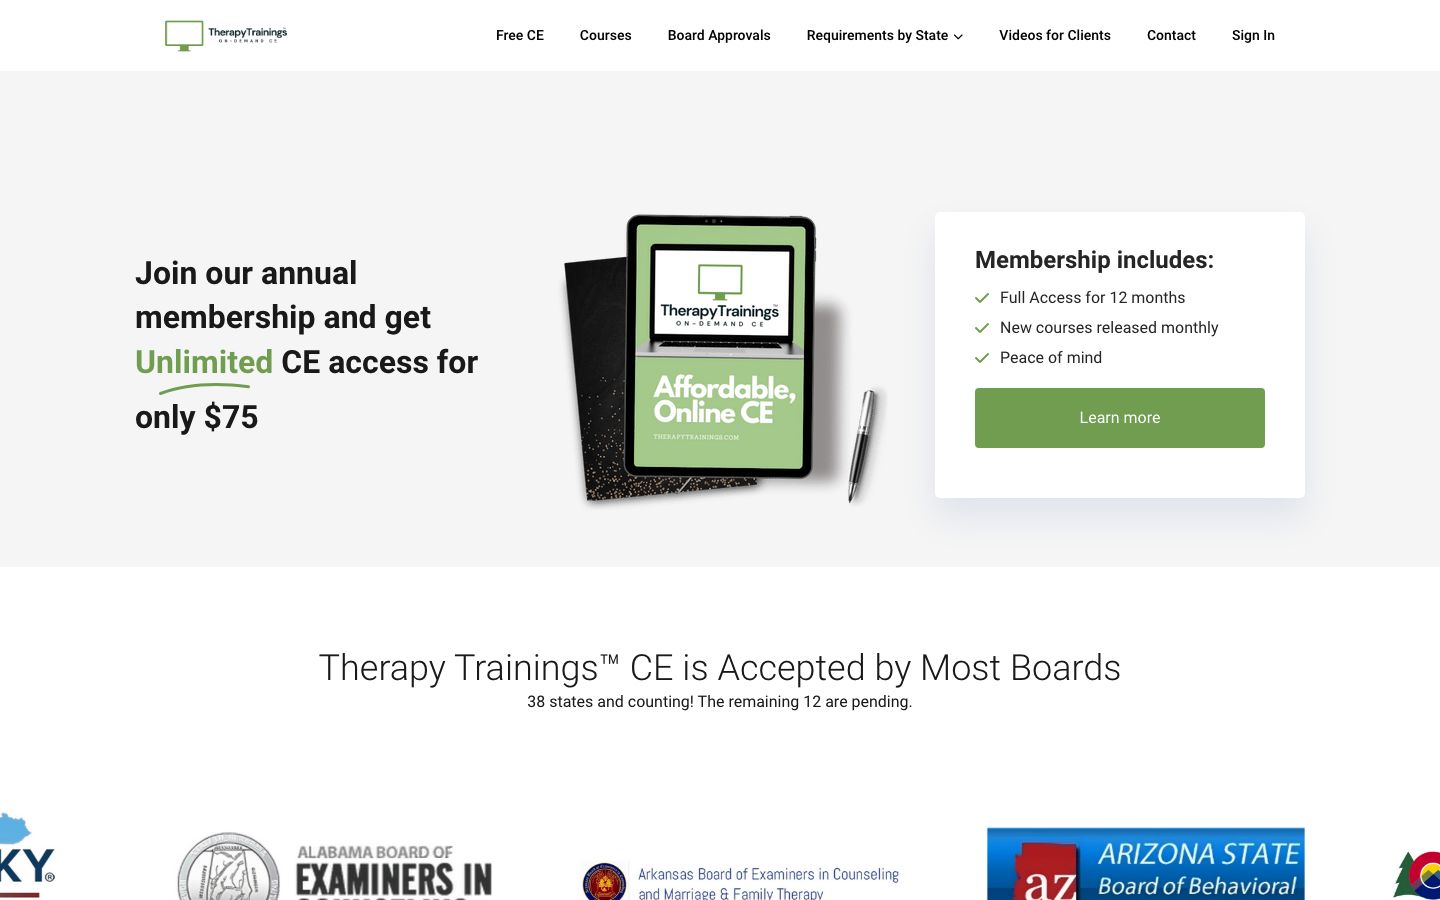 TherapyTrainings
ON-DEMAND CE
Free CE
Courses
Board Approvals
Requirements by State
Videos for Clients
Contact
Sign In
Join our annual
membership and get
Unlimited CE access for
only $75
TherapyTrainings™
ON-DEMAND CE
Affordable,
Online CE
THERAPYTRAININGS.COM
Membership includes:
Full Access for 12 months
New courses released monthly
Peace of mind
Learn more
Therapy Trainings™ CE is Accepted by Most Boards
38 states and counting! The remaining 12 are pending.
KY®
ALABAMA BOARD OF
EXAMINERS IN
Arkansas Board of Examiners in Counseling
and Marriage & Family Therapy
ARIZONA STATE
Board of Behavioral
az